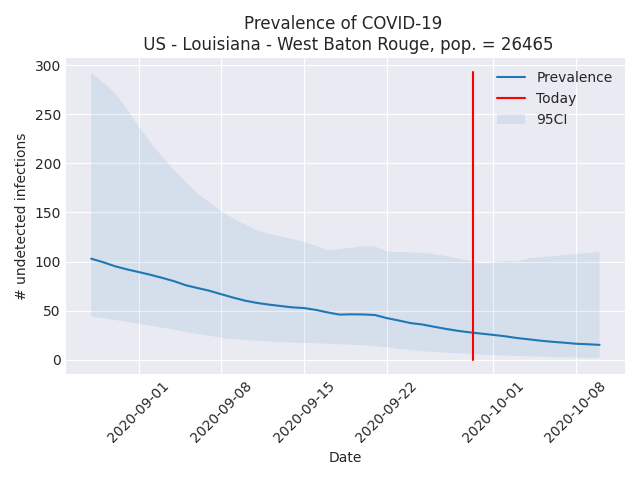 Prevalence of COVID-19
US - Louisiana - West Baton Rouge, pop. = 26465
Prevalence
Today
95CI
# undetected infections
300
250
200
150
100
50
0
2020-09-01
2020-09-08
2020-09-15
2020-09-22
2020-10-01
2020-10-08
Date